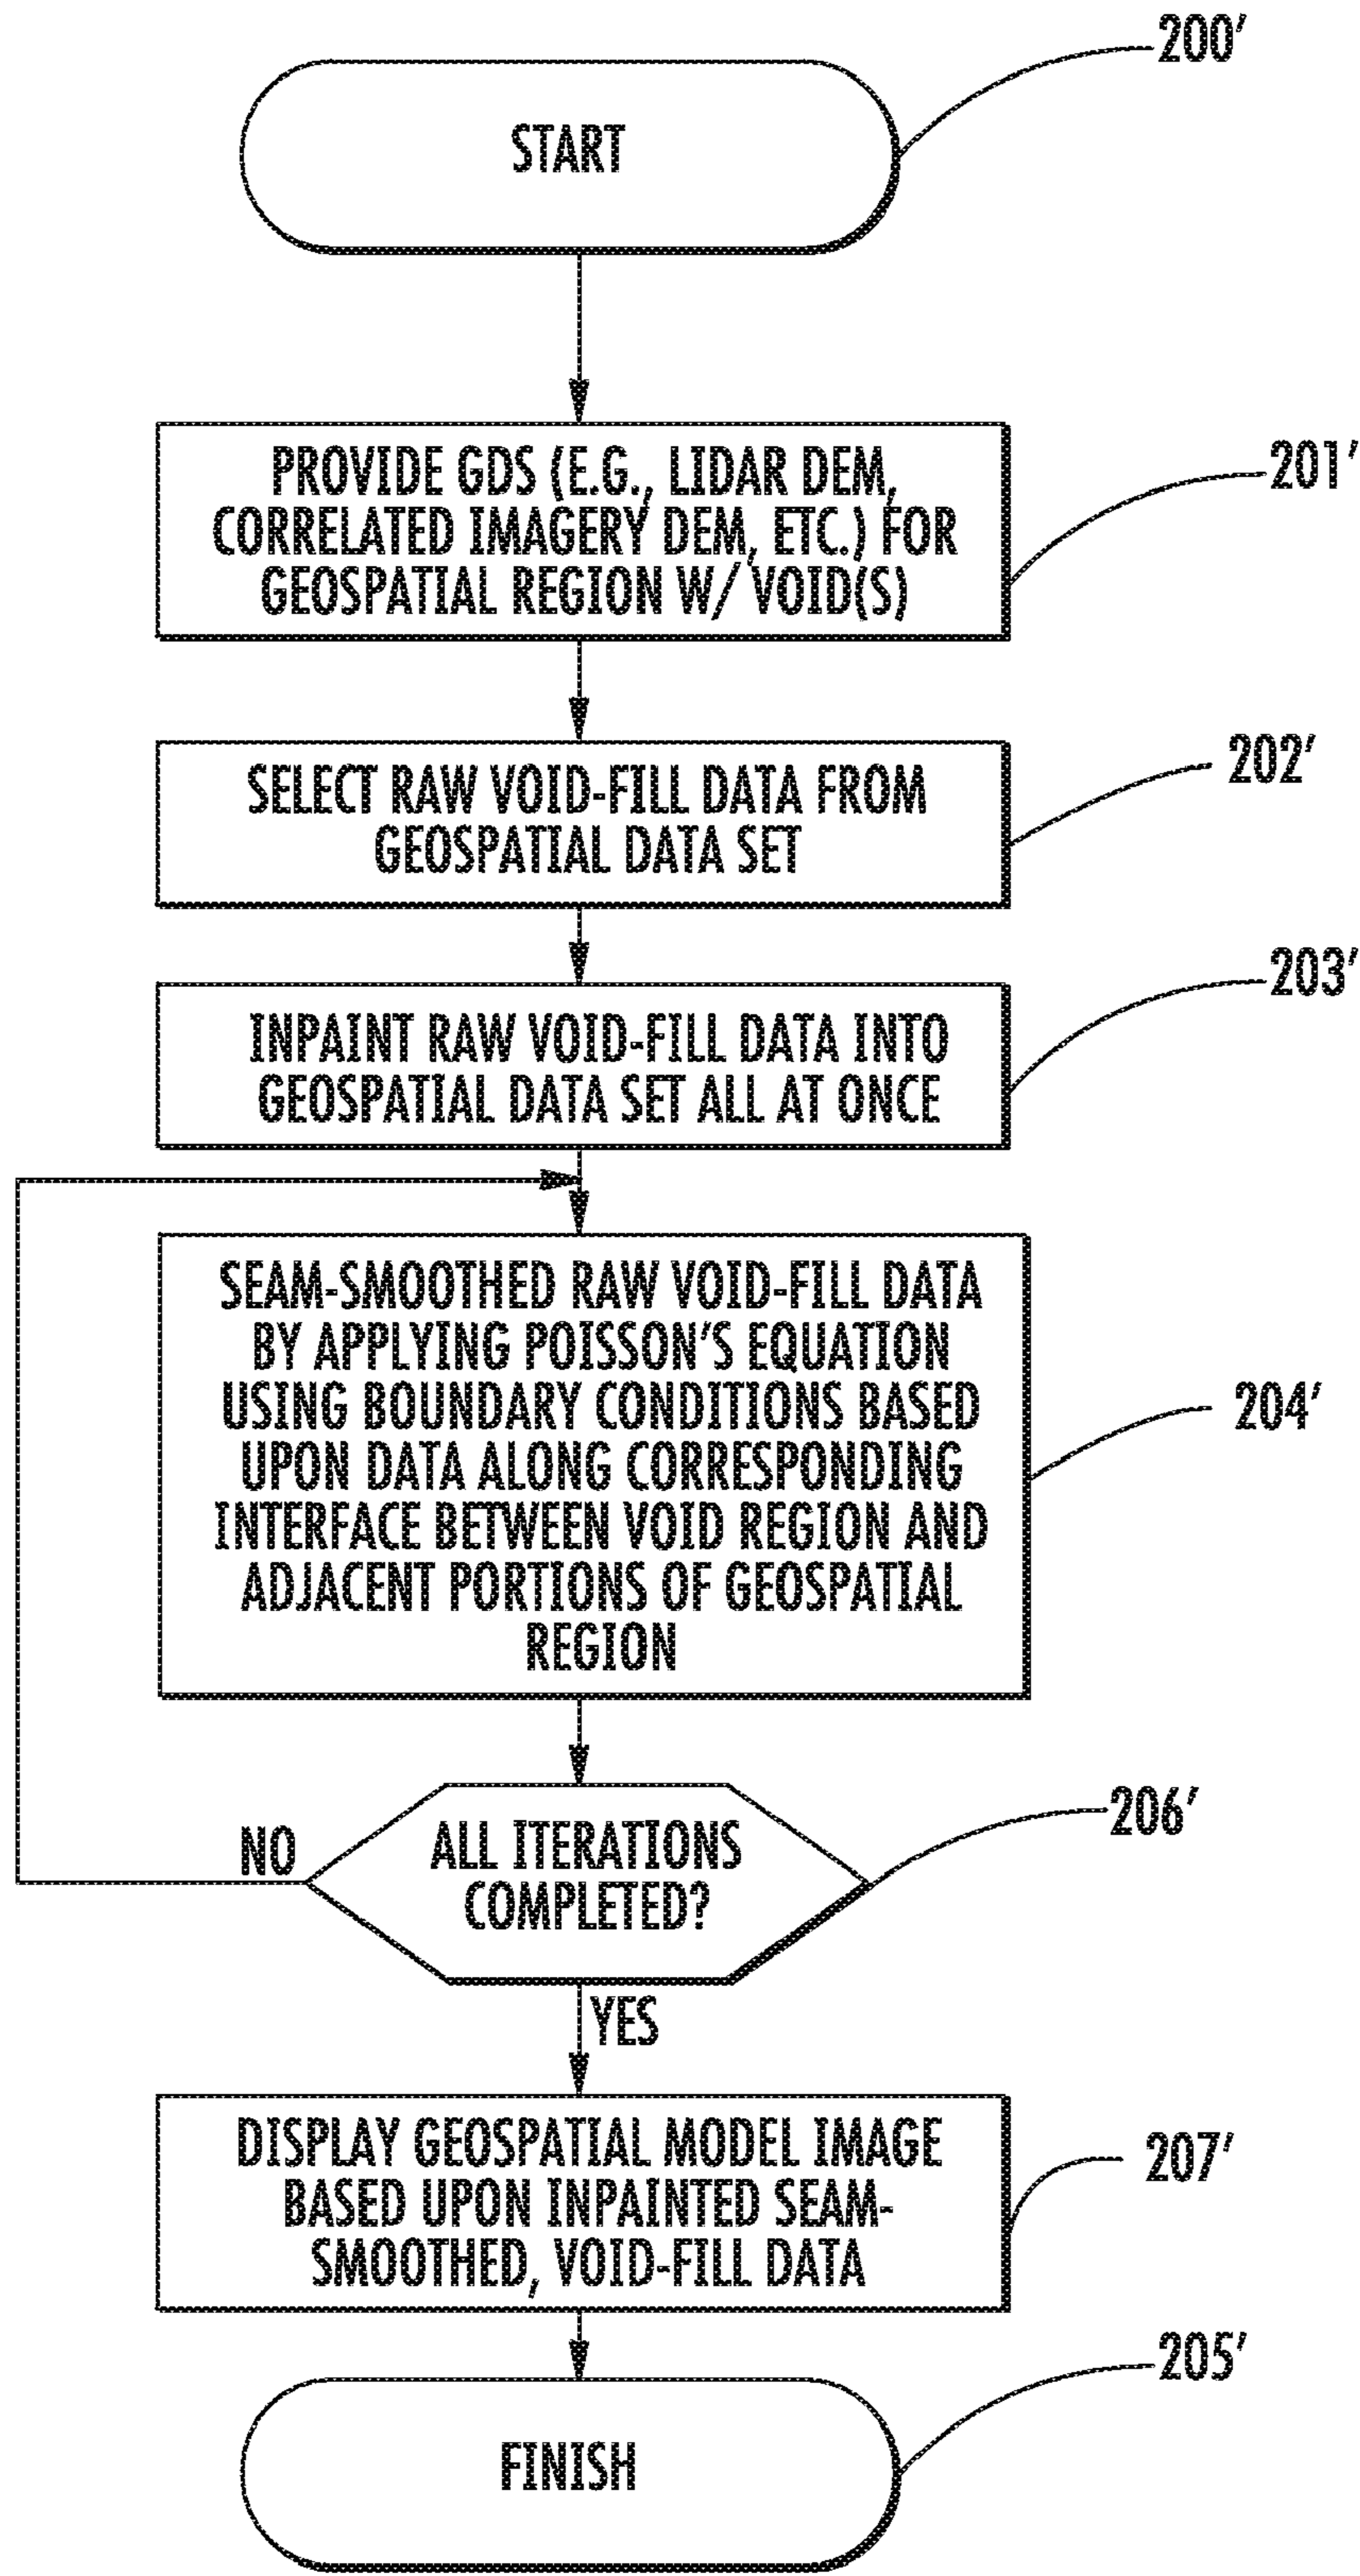 200'
START
201'
PROVIDE GDS (E.G., LIDAR DEM,
CORRELATED IMAGERY DEM, ETC.) FOR
GEOSPATIAL REGION W/ VOID(S)
202'
SELECT RAW VOID-FILL DATA FROM
GEOSPATIAL DATA SET
203'
INPAINT RAW VOID-FILL DATA INTO
GEOSPATIAL DATA SET ALL AT ONCE
SEAM-SMOOTHED RAW VOID-FILL DATA
BY APPLYING POISSON'S EQUATION
USING BOUNDARY CONDITIONS BASED
UPON DATA ALONG CORRESPONDING
INTERFACE BETWEEN VOID REGION AND
ADJACENT PORTIONS OF GEOSPATIAL
REGION
204'
206'
NO
ALL ITERATIONS
COMPLETED?
YES
DISPLAY GEOSPATIAL MODEL IMAGE
BASED UPON INPAINTED SEAM-
SMOOTHED, VOID-FILL DATA
207'
205'
FINISH